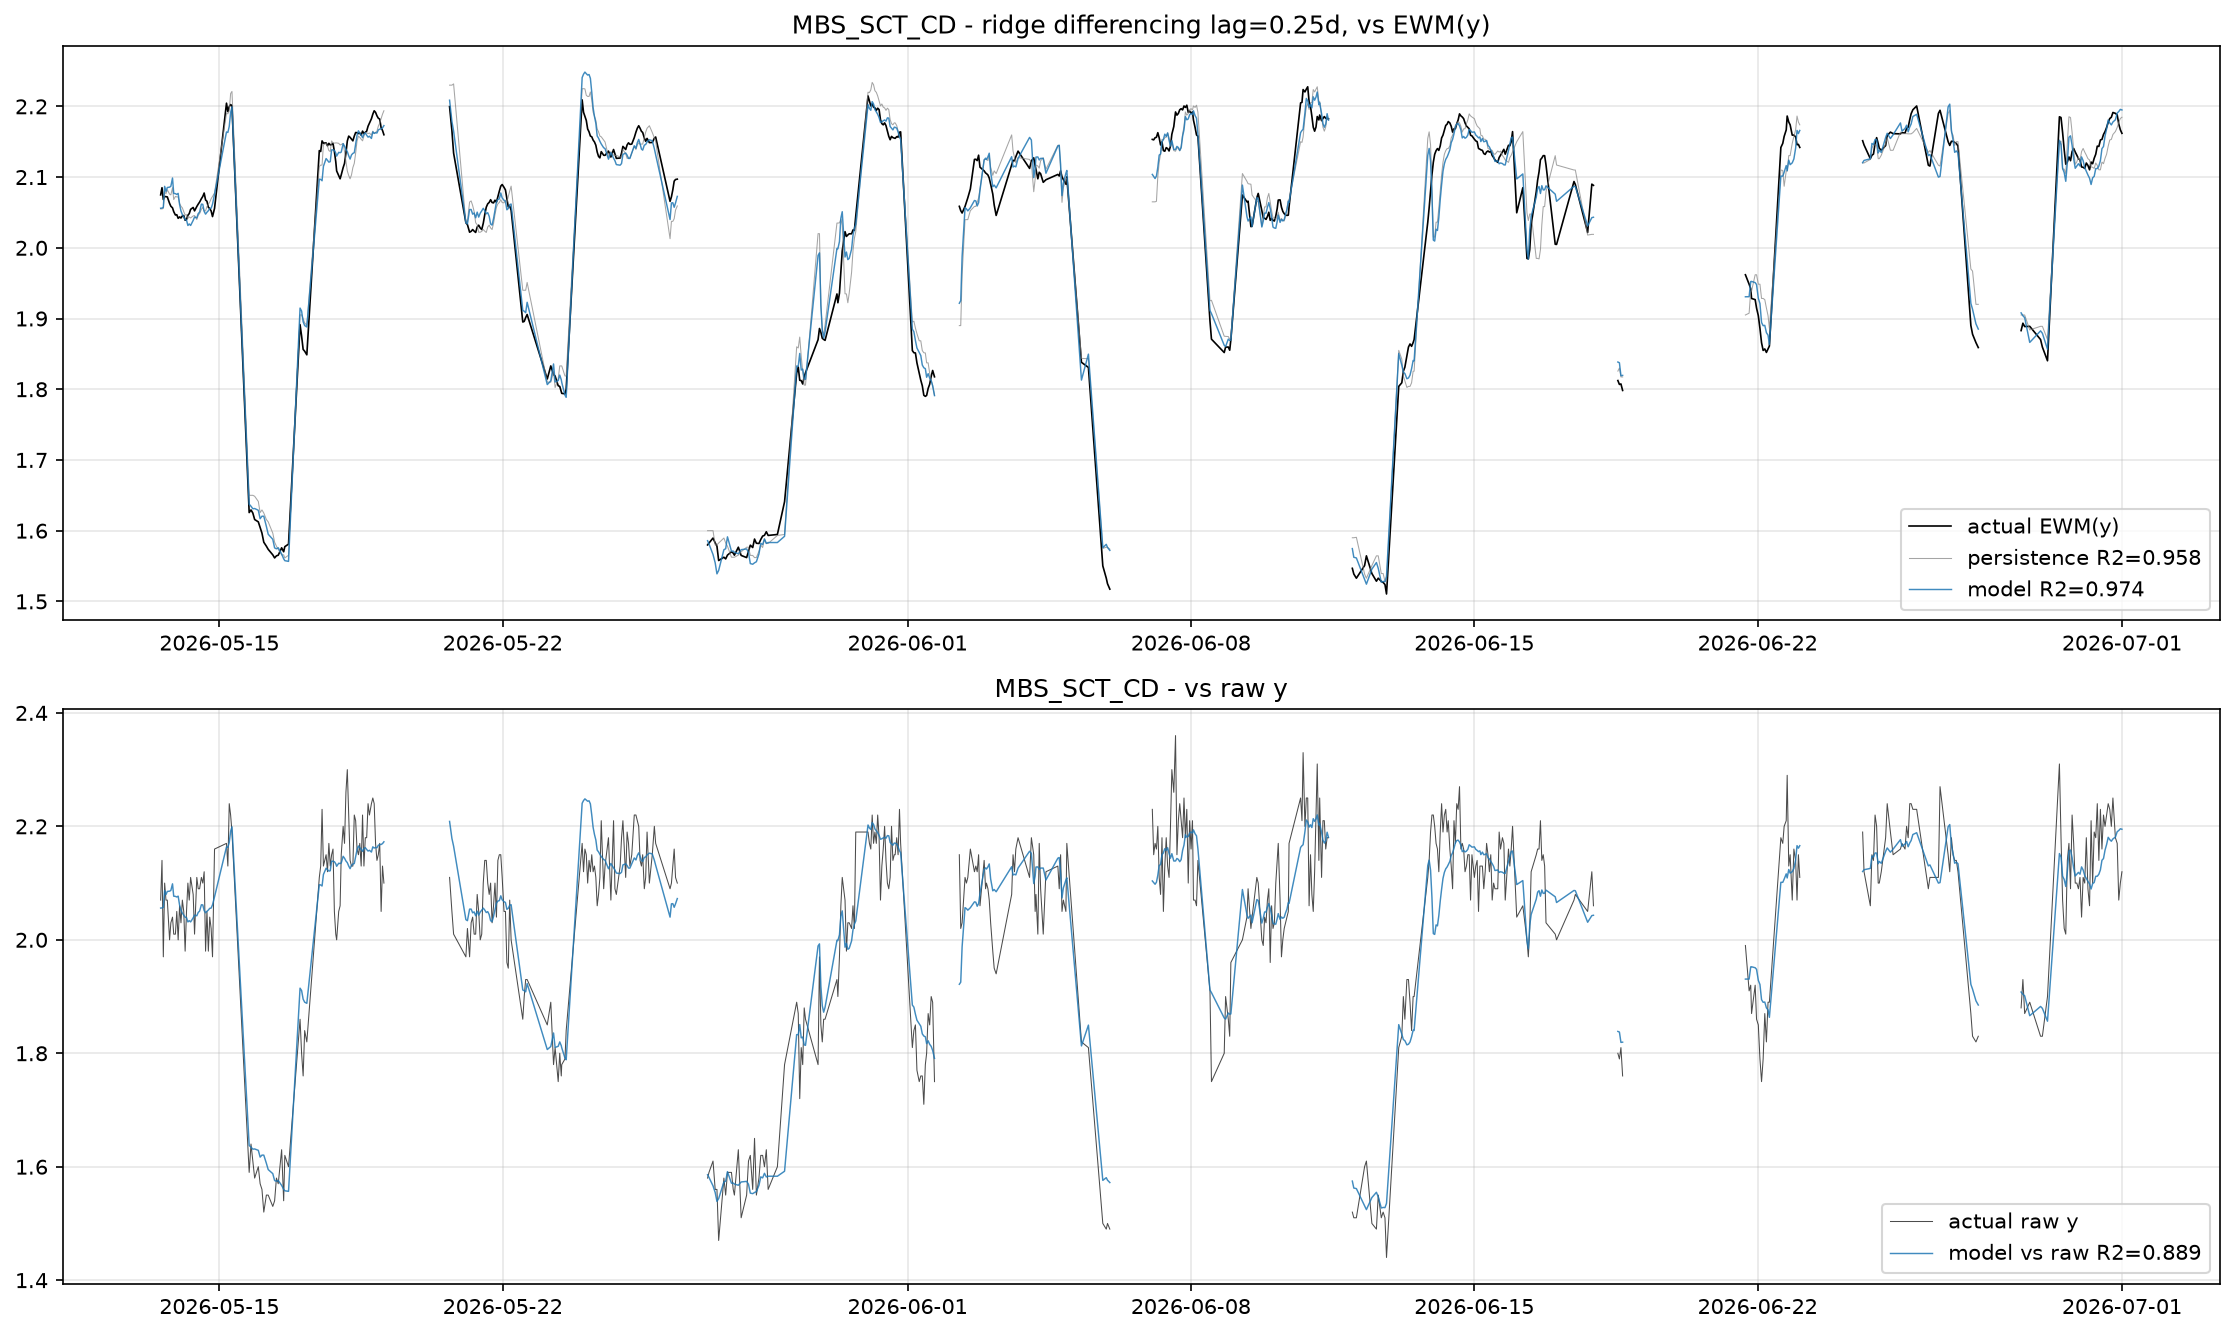 MBS_SCT_CD - ridge differencing lag=0.25d, vs EWM(y)
2.2
2.1
2.0
1.9
1.8
1.7
1.6
1.5
actual EWM(y)
persistence R2=0.958
model R2=0.974
2026-05-15 2026-05-22 2026-06-01 2026-06-08 2026-06-15 2026-06-22 2026-07-01
MBS_SCT_CD - vs raw y
2.4
2.2
2.0
1.8
1.6
1.4
actual raw y
model vs raw R2=0.889
2026-05-15 2026-05-22 2026-06-01 2026-06-08 2026-06-15 2026-06-22 2026-07-01